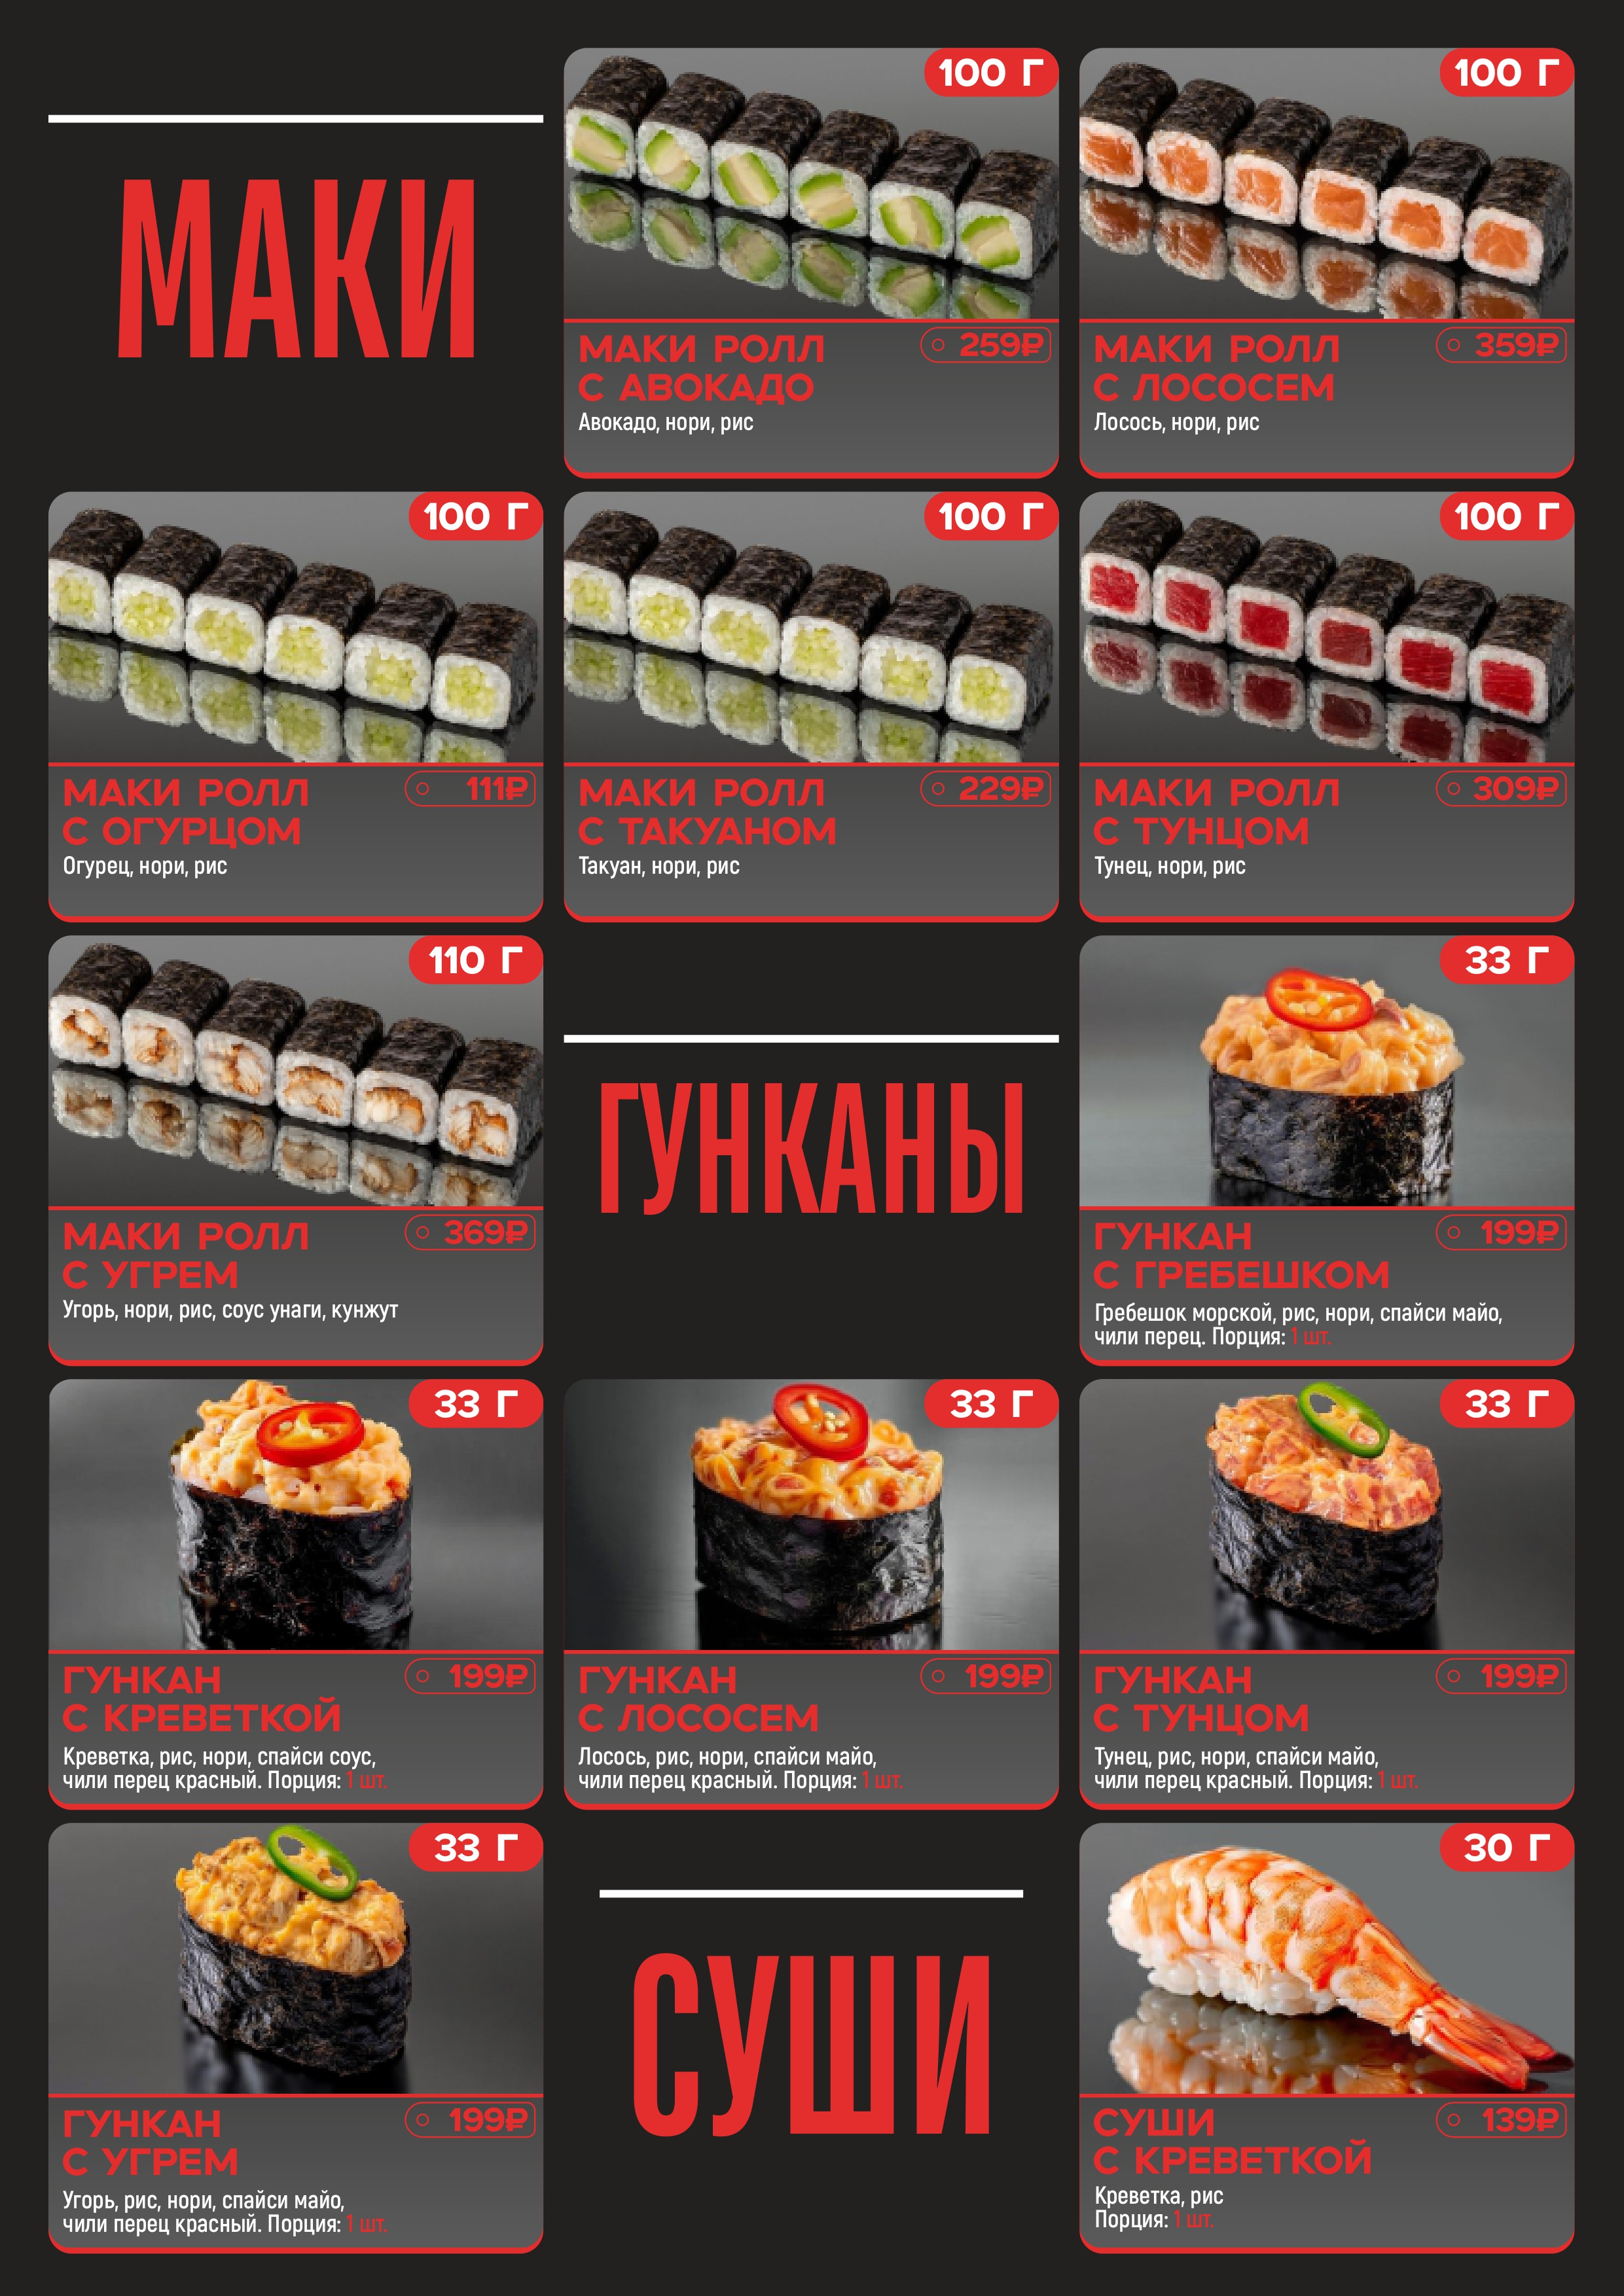 МАКИ
100 Г
МАКИ РОЛЛ
С АВОКАДО
259₽
Авокадо, нори, рис
100 Г
МАКИ РОЛЛ
С ЛОСОСЕМ
359₽
Лосось, нори, рис
100 Г
МАКИ РОЛЛ
С ОГУРЦОМ
111₽
Огурец, нори, рис
100 Г
МАКИ РОЛЛ
С ТАКУАНОМ
229₽
Такуан, нори, рис
100 Г
МАКИ РОЛЛ
С ТУНЦОМ
309₽
Тунец, нори, рис
110 Г
МАКИ РОЛЛ
С УГРЕМ
369₽
Угорь, нори, рис, соус унаги, кунжут
ГУНКАНЫ
33 Г
ГУНКАН
С ГРЕБЕШКОМ
199₽
Гребешок морской, рис, нори, спайси майо,
чили перец. Порция: 1 шт.
33 Г
ГУНКАН
С КРЕВЕТКОЙ
199₽
Креветка, рис, нори, спайси соус,
чили перец красный. Порция: 1 шт.
33 Г
ГУНКАН
С ЛОСОСЕМ
199₽
Лосось, рис, нори, спайси майо,
чили перец красный. Порция: 1 шт.
33 Г
ГУНКАН
С ТУНЦОМ
199₽
Тунец, рис, нори, спайси майо,
чили перец красный. Порция: 1 шт.
33 Г
ГУНКАН
С УГРЕМ
199₽
Угорь, рис, нори, спайси майо,
чили перец красный. Порция: 1 шт.
СУШИ
30 Г
СУШИ
С КРЕВЕТКОЙ
139₽
Креветка, рис
Порция: 1 шт.